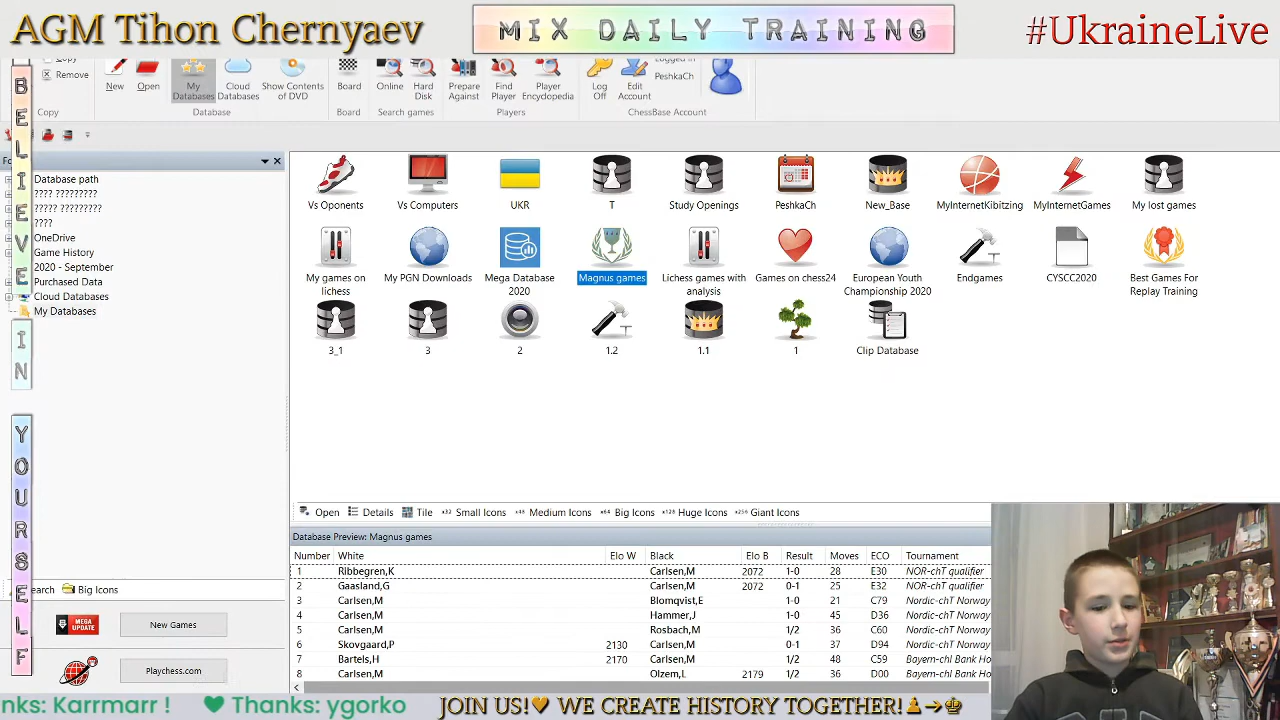 AGM Tihon Chernyaev
MIX DAILY TRAINING
#UkraineLive
BELIEVE
IN
YOURSELF
Remove
Copy
New
Open
My Databases
Cloud Databases
Show Contents of DVD
Database
Board
Board
Online
Hard Disk
Search games
Prepare Against
Find Player
Player Encyclopedia
Players
Log Off
Edit Account
PeshkaCh
ChessBase Account
Database path
???? ?????????
????? ?????????
????
OneDrive
Game History
2020 - September
Purchased Data
Cloud Databases
My Databases
Vs Oponents
Vs Computers
UKR
T
Study Openings
PeshkaCh
New_Base
MyInternetKibitzing
MyInternetGames
My lost games
My games on lichess
My PGN Downloads
Mega Database 2020
Magnus games
Lichess games with analysis
Games on chess24
European Youth Championship 2020
Endgames
CYSCC2020
Best Games For Replay Training
3_1
3
2
1.2
1.1
1
Clip Database
Open Details Tile x32 Small Icons x48 Medium Icons x64 Big Icons x128 Huge Icons x256 Giant Icons
Database Preview: Magnus games
Number White Elo W Black Elo B Result Moves ECO Tournament
1 Ribbegren,K Carlsen,M 2072 1-0 28 E30 NOR-chT qualifier
2 Gaasland,G Carlsen,M 2072 0-1 25 E32 NOR-chT qualifier
3 Carlsen,M Blomqvist,E 1-0 21 C79 Nordic-chT Norway
4 Carlsen,M Hammer,J 1-0 45 D36 Nordic-chT Norway
5 Carlsen,M Rosbach,M 1/2 36 C60 Nordic-chT Norway
6 Skovgaard,P 2130 Carlsen,M 0-1 37 D94 Nordic-chT Norway
7 Bartels,H 2170 Carlsen,M 1/2 48 C59 Bayern-chI Bank Ho
8 Carlsen,M Olzem,L 2179 1/2 36 D00 Bayern-chI Bank Ho
Big Icons
MEGA UPDATE
New Games
Playchess.com
nks: Karrmarr !
Thanks: ygorko
JOIN US! WE CREATE HISTORY TOGETHER!